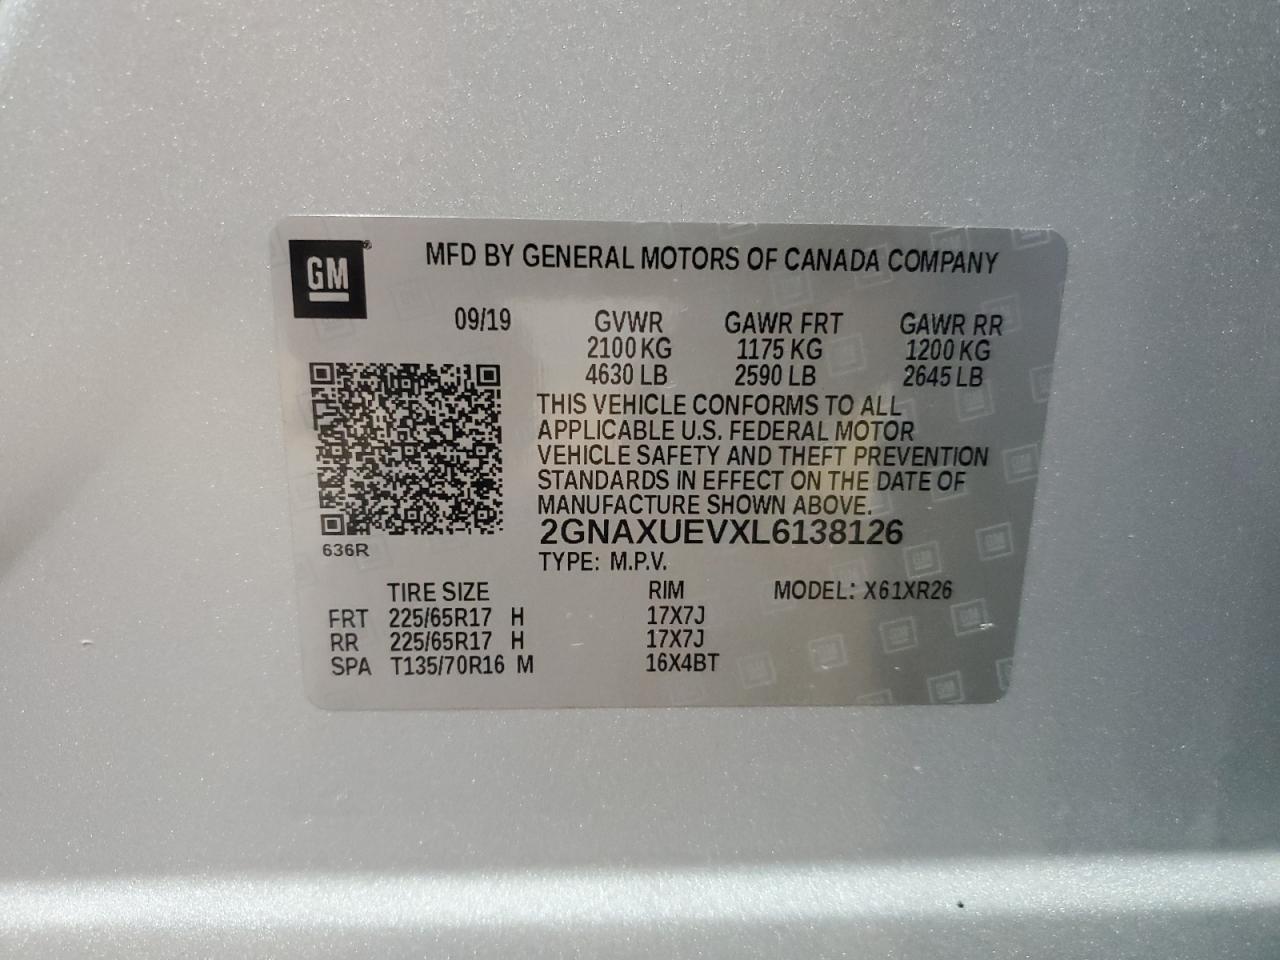 GM
MFD BY GENERAL MOTORS OF CANADA COMPANY
09/19 GVWR GAWR FRT GAWR RR
2100 KG 1175 KG 1200 KG
4630 LB 2590 LB 2645 LB
THIS VEHICLE CONFORMS TO ALL
APPLICABLE U.S. FEDERAL MOTOR
VEHICLE SAFETY AND THEFT PREVENTION
STANDARDS IN EFFECT ON THE DATE OF
MANUFACTURE SHOWN ABOVE.
2GNAXUEVXL6138126
636R
TYPE: M.P.V.
TIRE SIZE RIM MODEL: X61XR26
FRT 225/65R17 H 17X7J
RR 225/65R17 H 17X7J
SPA T135/70R16 M 16X4BT